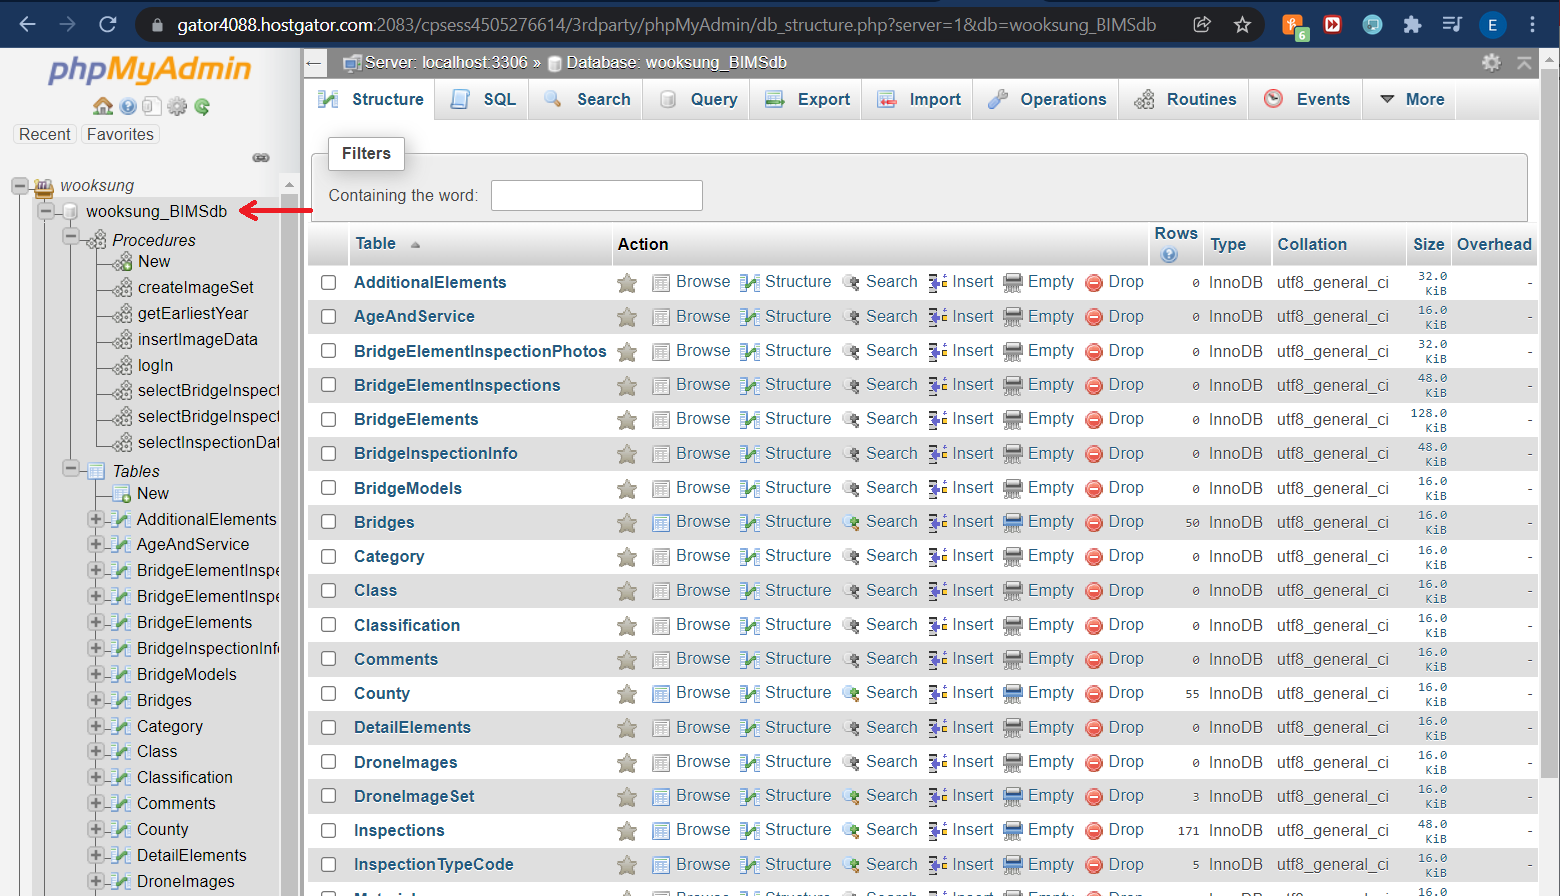 gator4088.hostgator.com:2083/cpsess4505276614/3rdparty/phpMyAdmin/db_structure.php?server=1&db=wooksung_BIMSdb
6
E
phpMyAdmin
Recent Favorites
wooksung
wooksung_BIMSdb
Procedures
New
createImageSet
getEarliestYear
insertImageData
logIn
selectBridgeInspect
selectBridgeInspect
selectInspectionDat
Tables
New
AdditionalElements
AgeAndService
BridgeElementInspe
BridgeElementInspe
BridgeElements
BridgeInspectionInf
BridgeModels
Bridges
Category
Class
Classification
Comments
County
DetailElements
DroneImages
Server: localhost:3306 » Database: wooksung_BIMSdb
Structure SQL Search Query Export Import Operations Routines Events More
Filters
Containing the word:
Table Action Rows Type Collation Size Overhead
AdditionalElements Browse Structure Search Insert Empty Drop 0 InnoDB utf8_general_ci 32.0 KiB -
AgeAndService Browse Structure Search Insert Empty Drop 0 InnoDB utf8_general_ci 16.0 KiB -
BridgeElementInspectionPhotos Browse Structure Search Insert Empty Drop 0 InnoDB utf8_general_ci 32.0 KiB -
BridgeElementInspections Browse Structure Search Insert Empty Drop 0 InnoDB utf8_general_ci 48.0 KiB -
BridgeElements Browse Structure Search Insert Empty Drop 0 InnoDB utf8_general_ci 128.0 KiB -
BridgeInspectionInfo Browse Structure Search Insert Empty Drop 0 InnoDB utf8_general_ci 48.0 KiB -
BridgeModels Browse Structure Search Insert Empty Drop 0 InnoDB utf8_general_ci 16.0 KiB -
Bridges Browse Structure Search Insert Empty Drop 50 InnoDB utf8_general_ci 16.0 KiB -
Category Browse Structure Search Insert Empty Drop 0 InnoDB utf8_general_ci 16.0 KiB -
Class Browse Structure Search Insert Empty Drop 0 InnoDB utf8_general_ci 16.0 KiB -
Classification Browse Structure Search Insert Empty Drop 0 InnoDB utf8_general_ci 16.0 KiB -
Comments Browse Structure Search Insert Empty Drop 0 InnoDB utf8_general_ci 16.0 KiB -
County Browse Structure Search Insert Empty Drop 55 InnoDB utf8_general_ci 16.0 KiB -
DetailElements Browse Structure Search Insert Empty Drop 0 InnoDB utf8_general_ci 16.0 KiB -
DroneImages Browse Structure Search Insert Empty Drop 0 InnoDB utf8_general_ci 16.0 KiB -
DroneImageSet Browse Structure Search Insert Empty Drop 3 InnoDB utf8_general_ci 16.0 KiB -
Inspections Browse Structure Search Insert Empty Drop 171 InnoDB utf8_general_ci 48.0 KiB -
InspectionTypeCode Browse Structure Search Insert Empty Drop 5 InnoDB utf8_general_ci 16.0 KiB -
16.0